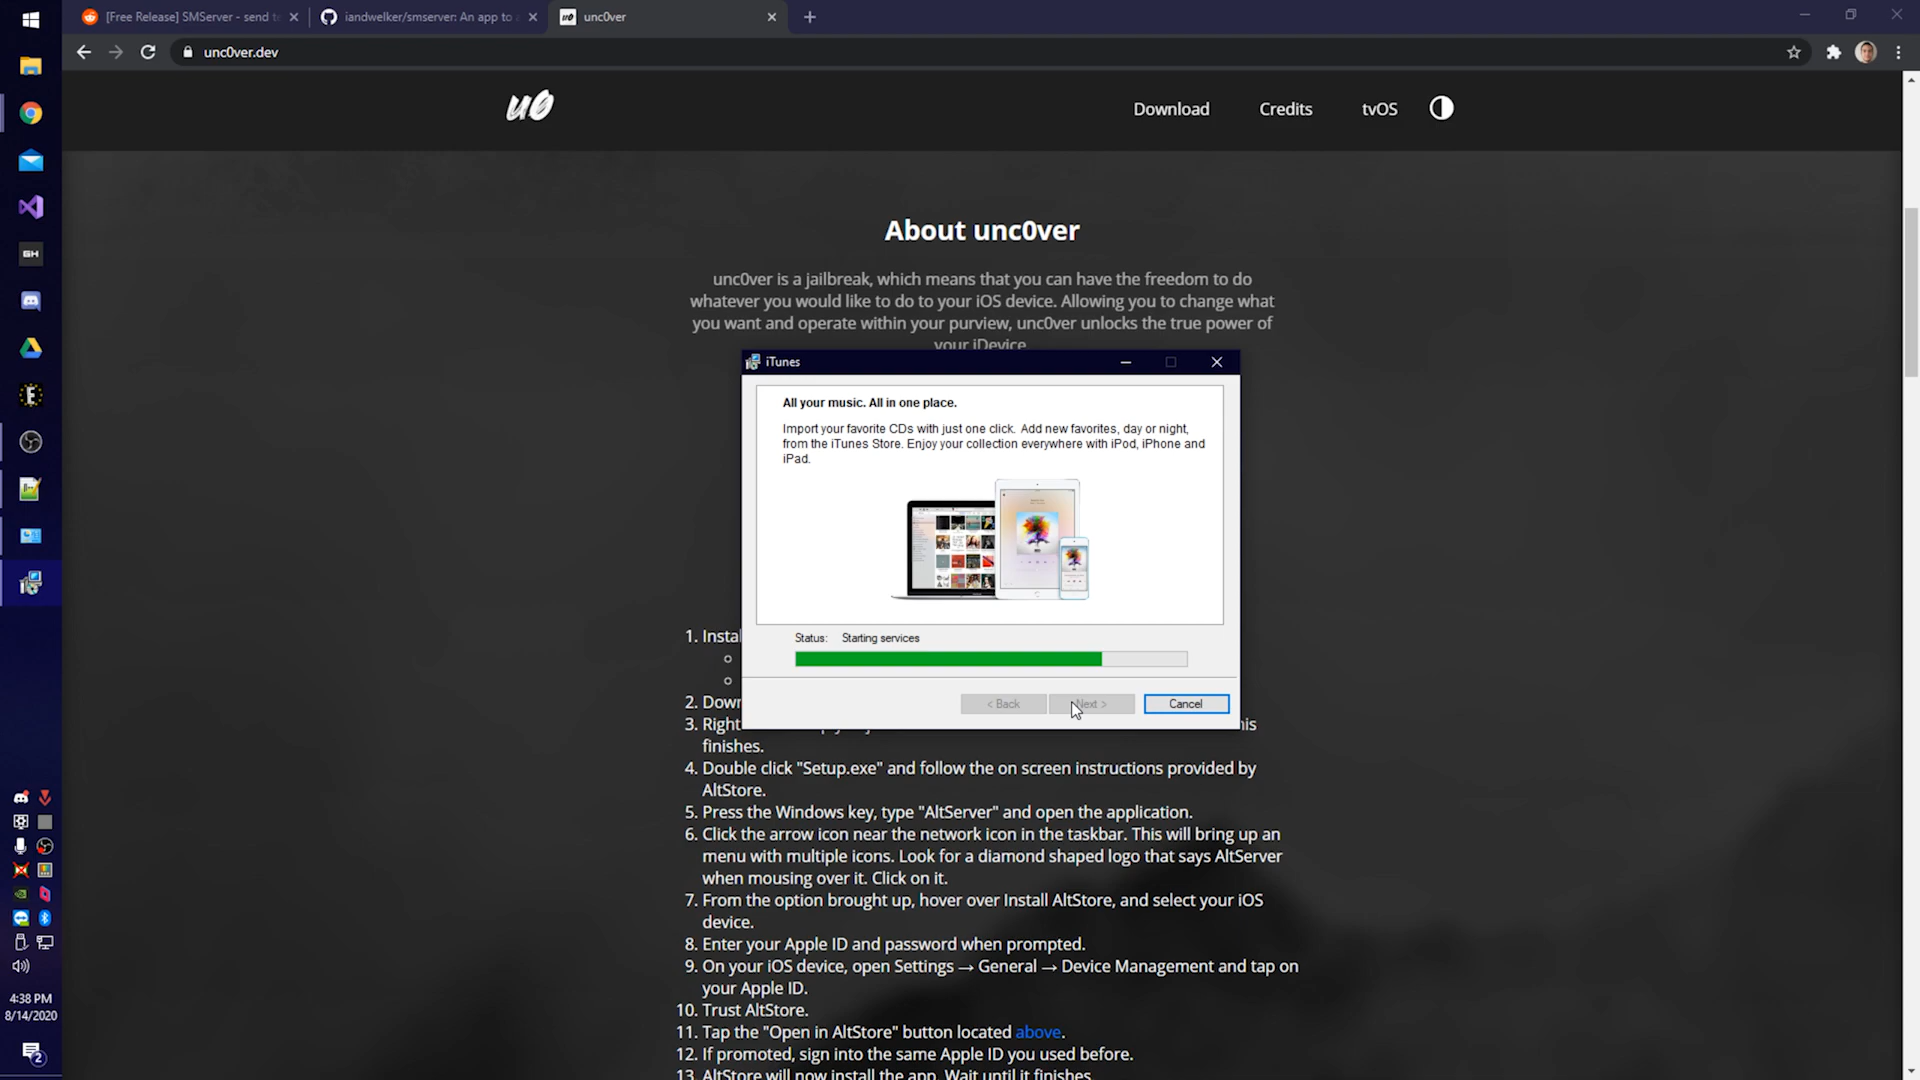 [Free Release] SMServer - send t
iandwelker/smserver: An app to
unc0ver
unc0ver.dev
u0
Download
Credits
tvOS
About unc0ver
unc0ver is a jailbreak, which means that you can have the freedom to do
whatever you would like to do to your iOS device. Allowing you to change what
you want and operate within your purview, unc0ver unlocks the true power of
your iDevice
iTunes
All your music. All in one place.
Import your favorite CDs with just one click. Add new favorites, day or night,
from the iTunes Store. Enjoy your collection everywhere with iPod, iPhone and
iPad.
Status: Starting services
< Back
Next >
Cancel
1. Instal
2. Down
3. Right his
finishes.
4. Double click "Setup.exe" and follow the on screen instructions provided by
AltStore.
5. Press the Windows key, type "AltServer" and open the application.
6. Click the arrow icon near the network icon in the taskbar. This will bring up an
menu with multiple icons. Look for a diamond shaped logo that says AltServer
when mousing over it. Click on it.
7. From the option brought up, hover over Install AltStore, and select your iOS
device.
8. Enter your Apple ID and password when prompted.
9. On your iOS device, open Settings → General → Device Management and tap on
your Apple ID.
10. Trust AltStore.
11. Tap the "Open in AltStore" button located above.
12. If promoted, sign into the same Apple ID you used before.
13. AltStore will now install the app. Wait until it finishes.
GH
E
4:38 PM
8/14/2020
2